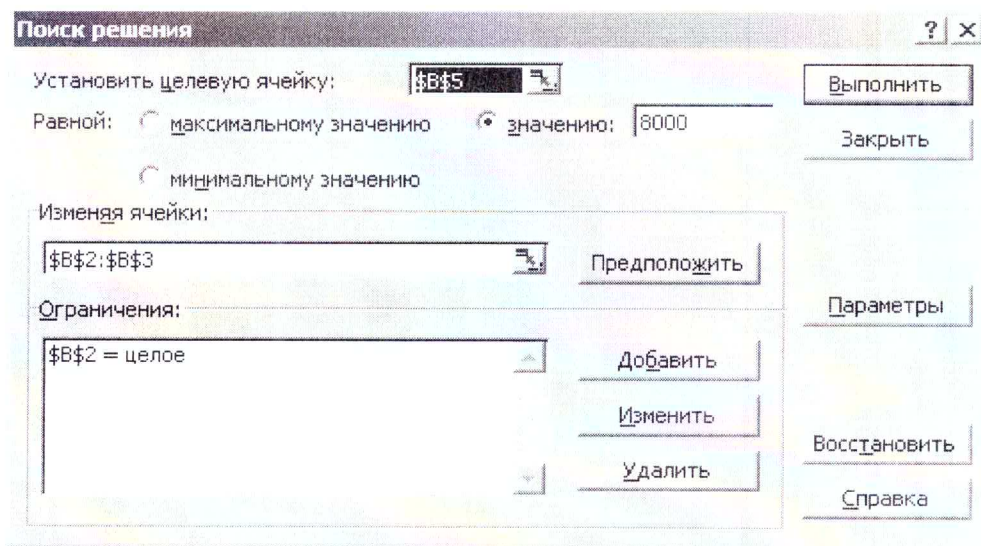 Поиск решения ? ×
Установить целевую ячейку: $B$5 Выполнить
Равной: максимальному значению значению: 8000 Закрыть
минимальному значению
Изменяя ячейки:
$B$2:$B$3 Предположить
Ограничения: Параметры
$B$2 = целое Добавить
Изменить
Восстановить
Удалить
Справка